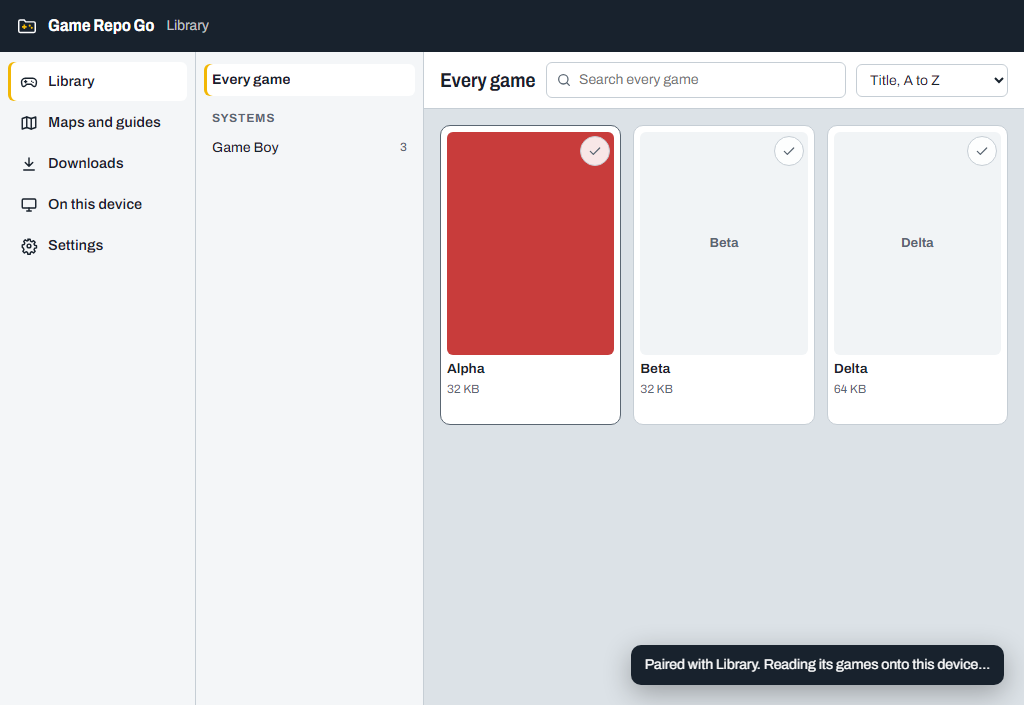 Game Repo Go Library
Library
Maps and guides
Downloads
On this device
Settings
Every game
SYSTEMS
Game Boy 3
Every game
Search every game
Title, A to Z
Alpha
32 KB
Beta
Beta
32 KB
Delta
Delta
64 KB
Paired with Library. Reading its games onto this device...